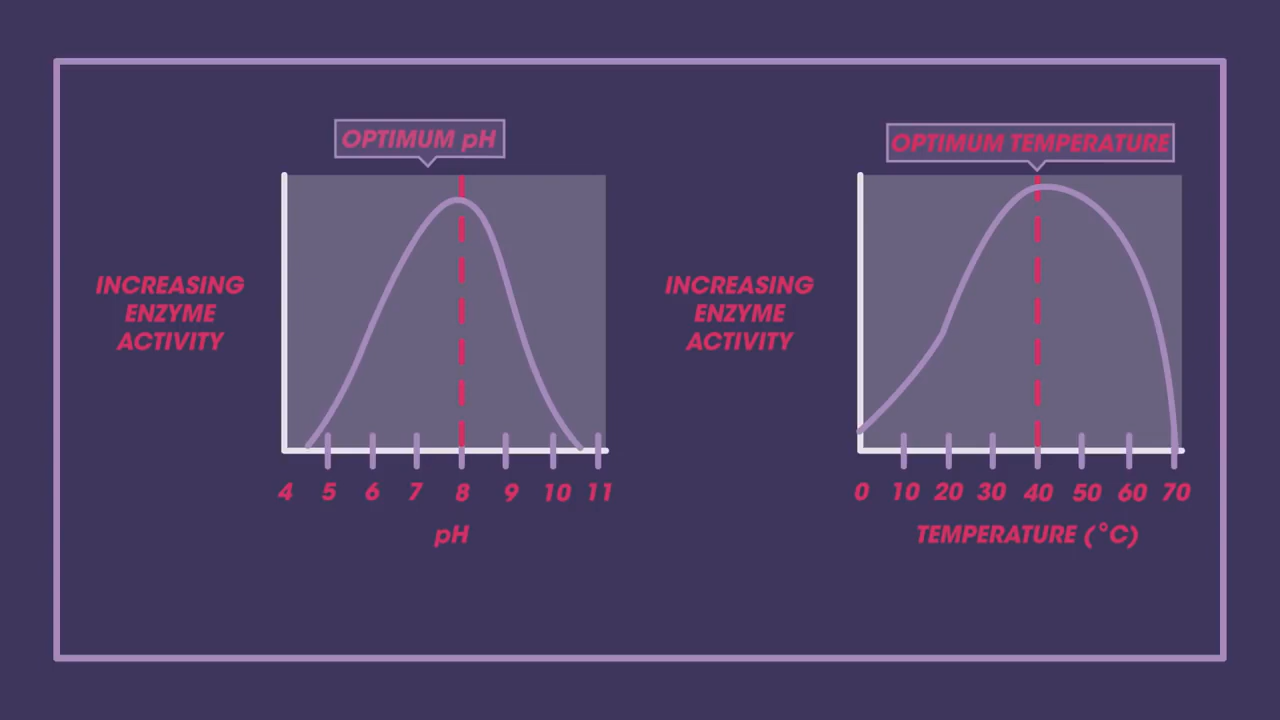 OPTIMUM pH
INCREASING
ENZYME
ACTIVITY
4 5 6 7 8 9 10 11
pH
OPTIMUM TEMPERATURE
INCREASING
ENZYME
ACTIVITY
0 10 20 30 40 50 60 70
TEMPERATURE (°C)